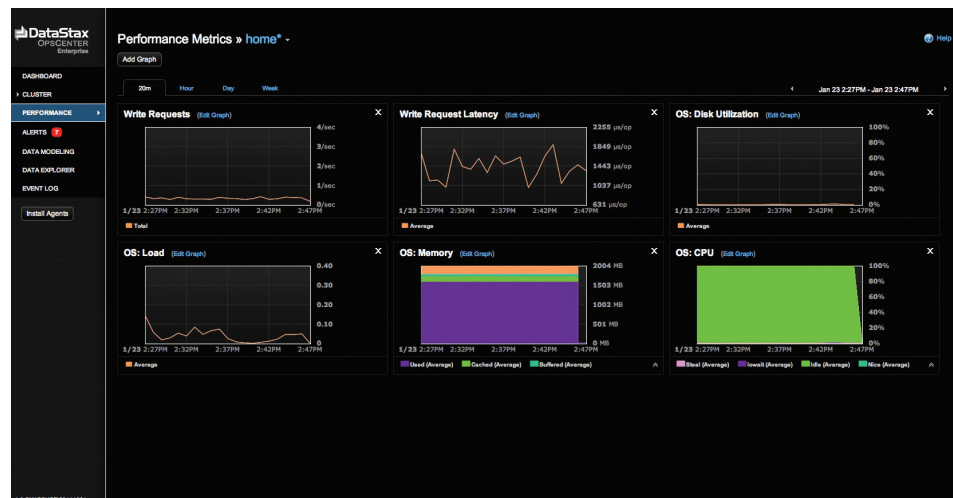 DataStax
OPSCENTER
Enterprise
DASHBOARD
CLUSTER
PERFORMANCE
ALERTS 7
DATA MODELING
DATA EXPLORER
EVENT LOG
Install Agents
Performance Metrics » home* -
Help
Add Graph
20m Hour Day Week
Jan 23 2:27PM - Jan 23 2:47PM
Write Requests (Edit Graph) X
4/sec
3/sec
2/sec
1/sec
0/sec
1/23 2:27PM 2:32PM 2:37PM 2:42PM 2:47PM
Total
Write Request Latency (Edit Graph) X
2255 µs/op
1849 µs/op
1443 µs/op
1037 µs/op
631 µs/op
1/23 2:27PM 2:32PM 2:37PM 2:42PM 2:47PM
Average
OS: Disk Utilization (Edit Graph) X
100%
80%
60%
40%
20%
0%
1/23 2:27PM 2:32PM 2:37PM 2:42PM 2:47PM
Average
OS: Load (Edit Graph) X
0.40
0.30
0.20
0.10
0
1/23 2:27PM 2:32PM 2:37PM 2:42PM 2:47PM
Average
OS: Memory (Edit Graph) X
2004 MB
1503 MB
1002 MB
501 MB
0 MB
1/23 2:27PM 2:32PM 2:37PM 2:42PM 2:47PM
Used (Average) Cached (Average) Buffered (Average)
OS: CPU (Edit Graph) X
100%
80%
60%
40%
20%
0%
1/23 2:27PM 2:32PM 2:37PM 2:42PM 2:47PM
Steal (Average) Iowait (Average) Idle (Average) Nice (Average)